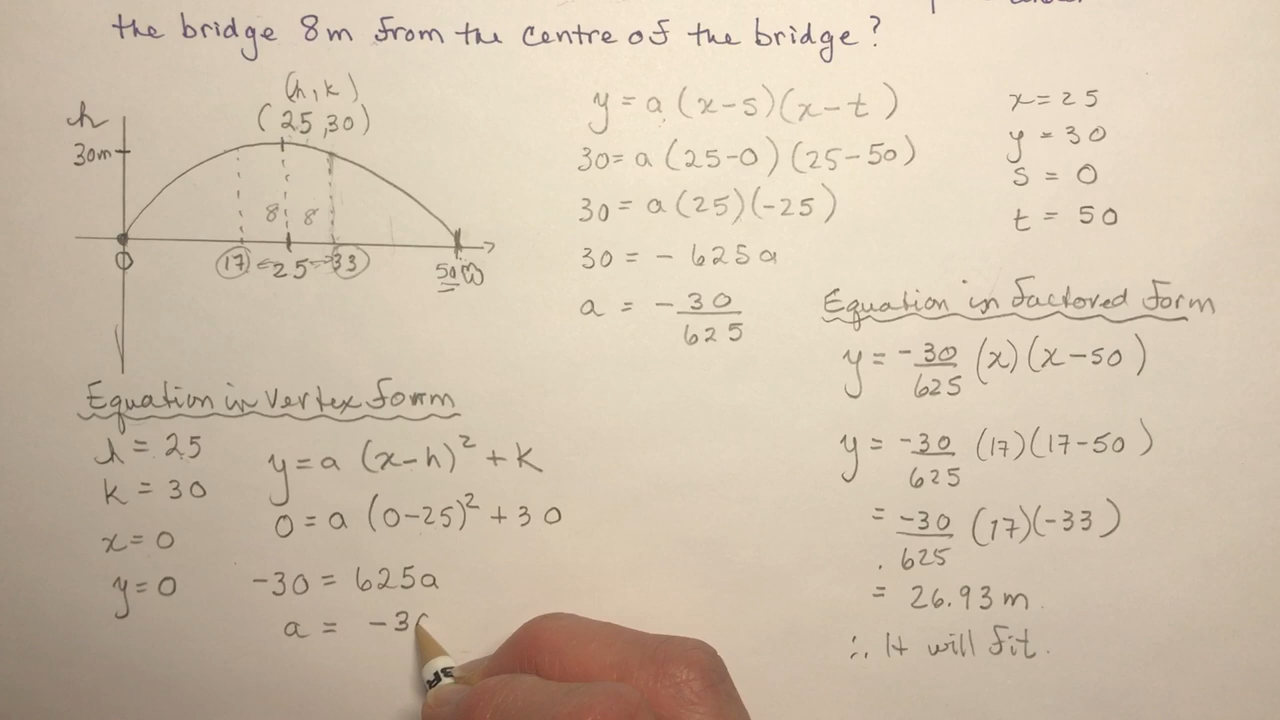 the bridge 8m from the centre of the bridge?
(h, k)
(25, 30)
h
30m
8 8
0
17 ← 25 → 33
50m
y = a (x-s)(x-t)
30 = a (25-0)(25-50)
30 = a (25)(-25)
30 = - 625a
a = - 30/625
x = 25
y = 30
s = 0
t = 50
Equation in factored form
y = -30/625 (x)(x-50)
y = -30/625 (17)(17-50)
= -30/625 (17)(-33)
= 26.93 m.
∴ It will fit.
Equation in vertex form
h = 25
k = 30
x = 0
y = 0
y = a (x-h)² + k
0 = a (0-25)² + 30
-30 = 625a
a = -3